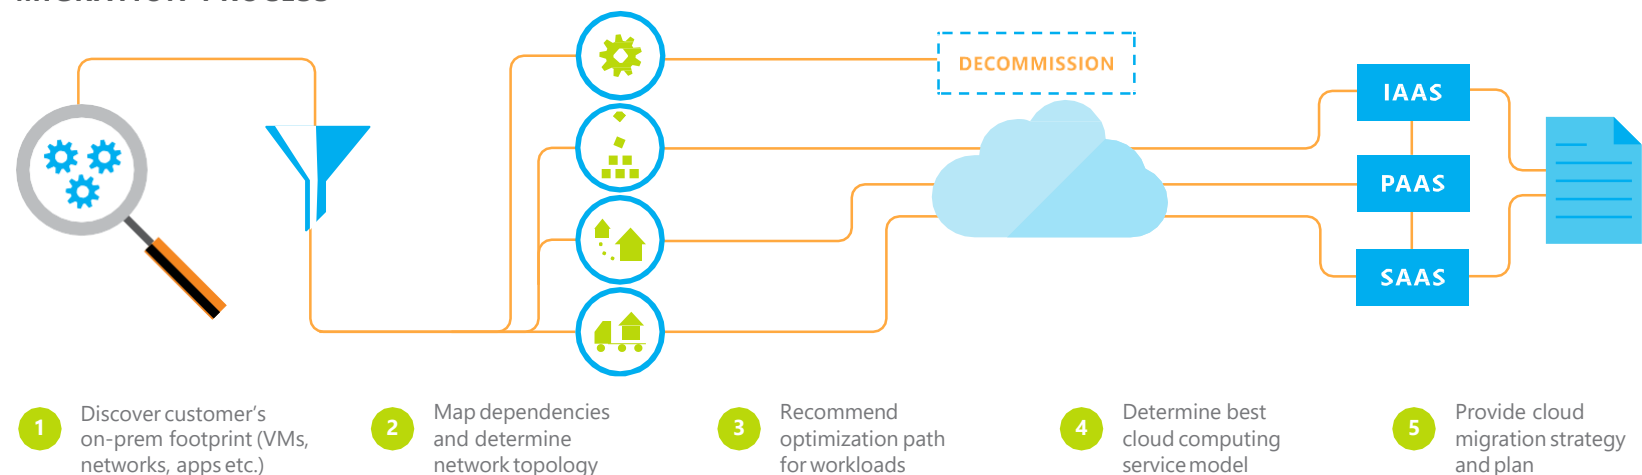 MIGRATION PROCESS
DECOMMISSION
IAAS
PAAS
SAAS
1
Discover customer's
on-prem footprint (VMs,
networks, apps etc.)
2
Map dependencies
and determine
network topology
3
Recommend
optimization path
for workloads
4
Determine best
cloud computing
service model
5
Provide cloud
migration strategy
and plan